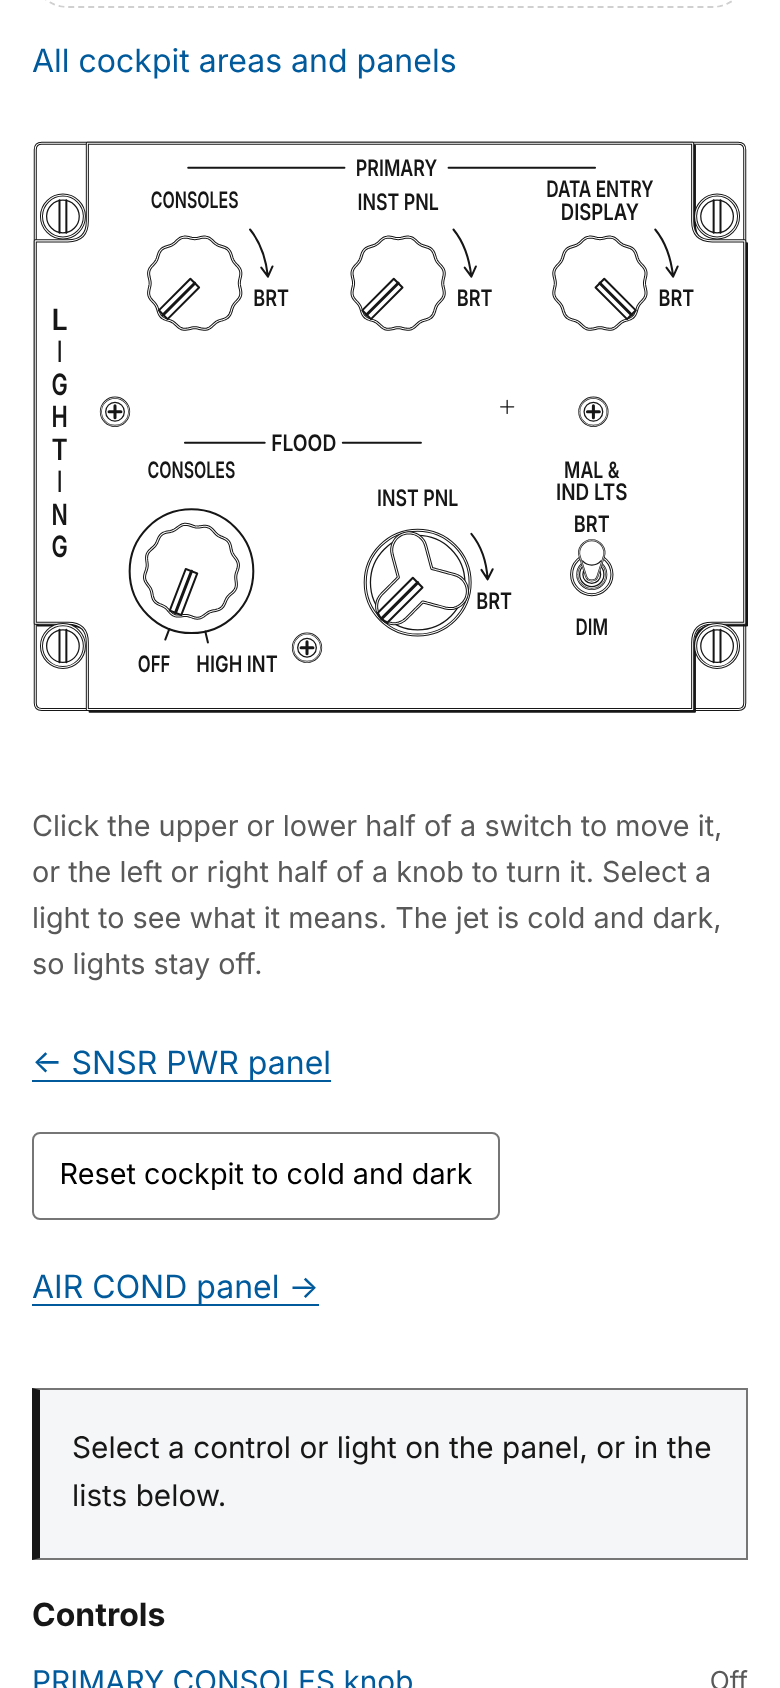 All cockpit areas and panels
PRIMARY
CONSOLES
INST PNL
DATA ENTRY
DISPLAY
BRT
BRT
BRT
LIGHTING
FLOOD
CONSOLES
INST PNL
MAL &
IND LTS
BRT
BRT
DIM
OFF
HIGH INT
Click the upper or lower half of a switch to move it,
or the left or right half of a knob to turn it. Select a
light to see what it means. The jet is cold and dark,
so lights stay off.
← SNSR PWR panel
Reset cockpit to cold and dark
AIR COND panel →
Select a control or light on the panel, or in the
lists below.
Controls
PRIMARY CONSOLES knob
Off